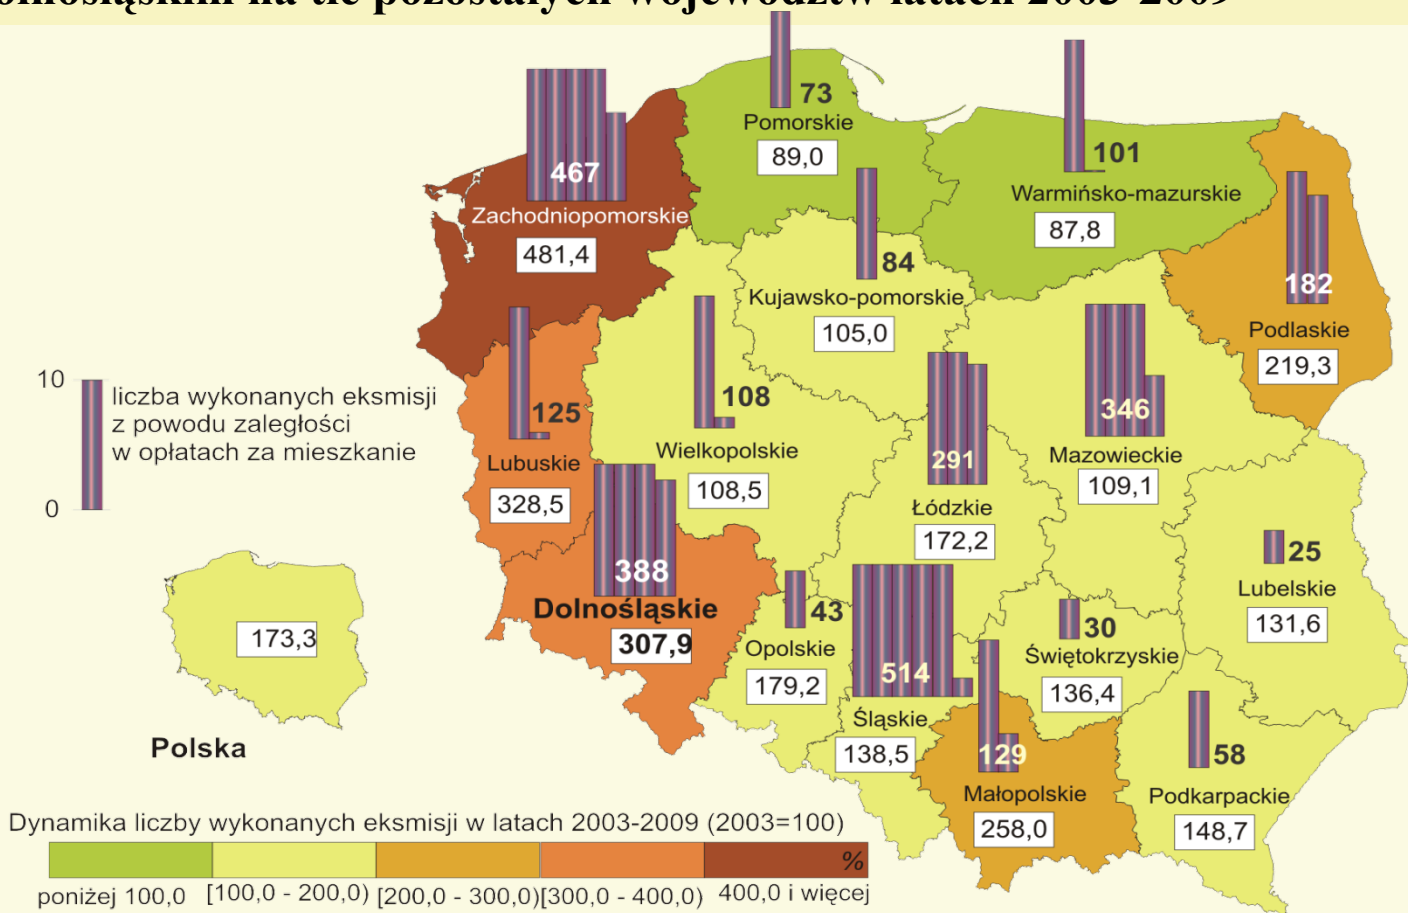 województw latach 2003-2009
73
Pomorskie
89,0
101
Warmińsko-mazurskie
87,8
467
Zachodniopomorskie
481,4
84
Kujawsko-pomorskie
105,0
182
Podlaskie
219,3
10
0
liczba wykonanych eksmisji
z powodu zaległości
w opłatach za mieszkanie
125
Lubuskie
328,5
108
Wielkopolskie
108,5
291
Łódzkie
172,2
346
Mazowieckie
109,1
388
Dolnośląskie
307,9
43
Opolskie
179,2
514
Śląskie
138,5
30
Świętokrzyskie
136,4
25
Lubelskie
131,6
129
Małopolskie
258,0
58
Podkarpackie
148,7
173,3
Polska
Dynamika liczby wykonanych eksmisji w latach 2003-2009 (2003=100)
%
poniżej 100,0 [100,0 - 200,0) [200,0 - 300,0) [300,0 - 400,0) 400,0 i więcej